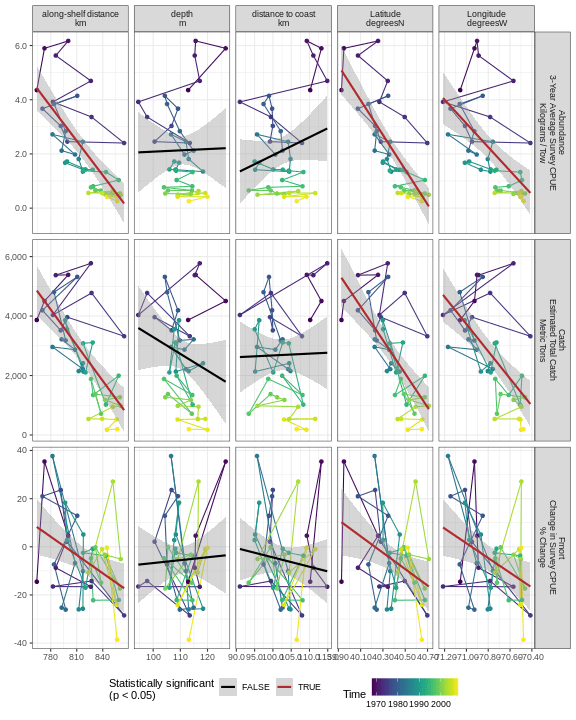 along-shelf distance
km
depth
m
distance to coast
km
Latitude
degreesN
Longitude
degreesW
6.0
4.0
2.0
0.0
Abundance
3-Year Average Survey CPUE
Kilograms / Tow
6,000
4,000
2,000
0
Catch
Estimated Total Catch
Metric Tons
40
20
0
-20
-40
Fmort
Change in Survey CPUE
% Change
780 810 840
100 110 120
Statistically significant
(p < 0.05)
FALSE
TRUE
Time
1970 1980 1990 2000